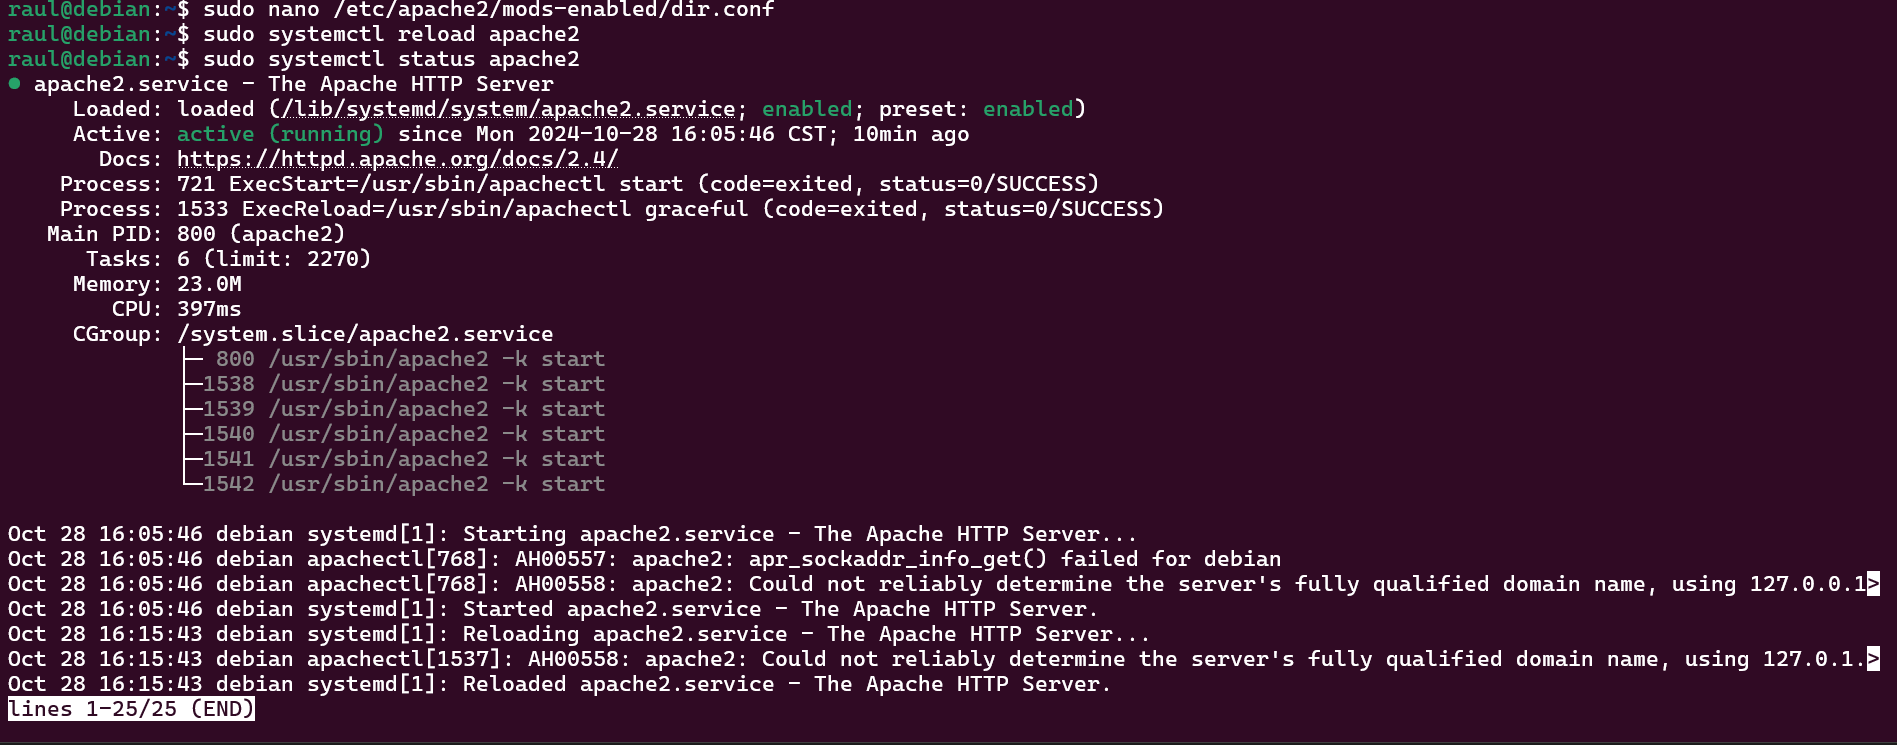 raul@debian:~$ sudo nano /etc/apache2/mods-enabled/dir.conf
raul@debian:~$ sudo systemctl reload apache2
raul@debian:~$ sudo systemctl status apache2
● apache2.service - The Apache HTTP Server
     Loaded: loaded (/lib/systemd/system/apache2.service; enabled; preset: enabled)
     Active: active (running) since Mon 2024-10-28 16:05:46 CST; 10min ago
       Docs: https://httpd.apache.org/docs/2.4/
    Process: 721 ExecStart=/usr/sbin/apachectl start (code=exited, status=0/SUCCESS)
    Process: 1533 ExecReload=/usr/sbin/apachectl graceful (code=exited, status=0/SUCCESS)
   Main PID: 800 (apache2)
      Tasks: 6 (limit: 2270)
     Memory: 23.0M
        CPU: 397ms
     CGroup: /system.slice/apache2.service
             ├─ 800 /usr/sbin/apache2 -k start
             ├─1538 /usr/sbin/apache2 -k start
             ├─1539 /usr/sbin/apache2 -k start
             ├─1540 /usr/sbin/apache2 -k start
             ├─1541 /usr/sbin/apache2 -k start
             └─1542 /usr/sbin/apache2 -k start
Oct 28 16:05:46 debian systemd[1]: Starting apache2.service - The Apache HTTP Server...
Oct 28 16:05:46 debian apachectl[768]: AH00557: apache2: apr_sockaddr_info_get() failed for debian
Oct 28 16:05:46 debian apachectl[768]: AH00558: apache2: Could not reliably determine the server's fully qualified domain name, using 127.0.0.1>
Oct 28 16:05:46 debian systemd[1]: Started apache2.service - The Apache HTTP Server.
Oct 28 16:15:43 debian systemd[1]: Reloading apache2.service - The Apache HTTP Server...
Oct 28 16:15:43 debian apachectl[1537]: AH00558: apache2: Could not reliably determine the server's fully qualified domain name, using 127.0.1.>
Oct 28 16:15:43 debian systemd[1]: Reloaded apache2.service - The Apache HTTP Server.
lines 1-25/25 (END)